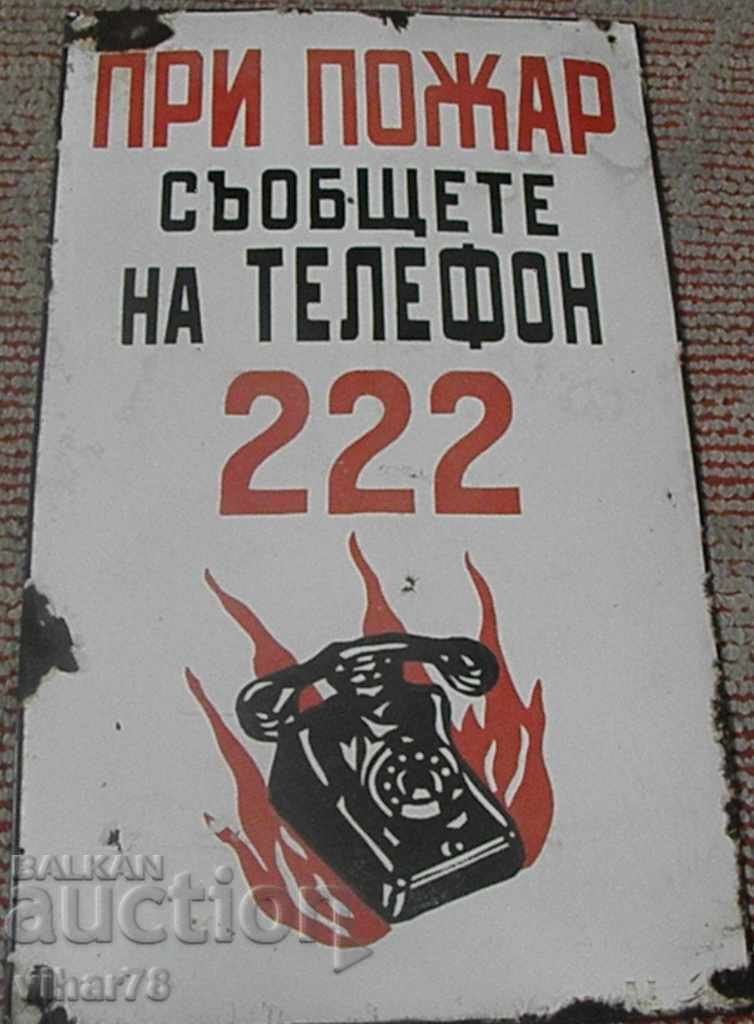 ПРИ ПОЖАР
СЪОБЩЕТЕ
НА ТЕЛЕФОН
222
BALKAN
auction
vihar78